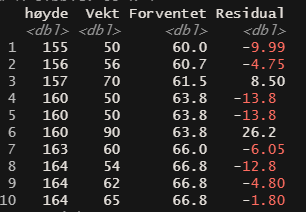 høyde Vekt Forventet Residual
<dbl> <dbl> <dbl> <dbl>
1 155 50 60.0 -9.99
2 156 56 60.7 -4.75
3 157 70 61.5 8.50
4 160 50 63.8 -13.8
5 160 50 63.8 -13.8
6 160 90 63.8 26.2
7 163 60 66.0 -6.05
8 164 54 66.8 -12.8
9 164 62 66.8 -4.80
10 164 65 66.8 -1.80